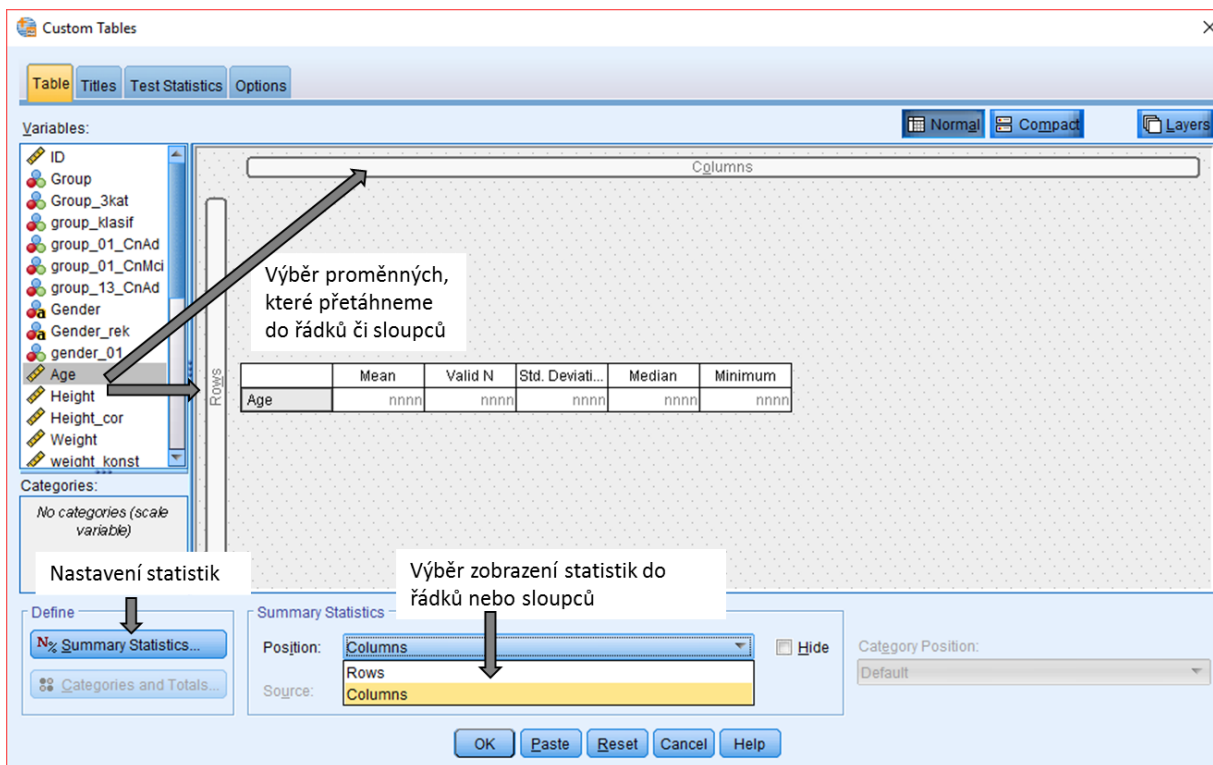 Custom Tables
Table Titles Test Statistics Options
Variables:
Normal Compact Layers
ID
Group
Group_3kat
group_klasif
group_01_CnAd
group_01_CnMci
group_13_CnAd
Gender
Gender_rek
gender_01
Age
Height
Height_cor
Weight
weight_konst
Columns
Rows
Výběr proměnných,
které přetáhneme
do řádků či sloupců
Mean Valid N Std. Deviati... Median Minimum
Age nnnn nnnn nnnn nnnn nnnn
Categories:
No categories (scale
variable)
Nastavení statistik
Výběr zobrazení statistik do
řádků nebo sloupců
Define
N% Summary Statistics...
Categories and Totals...
Summary Statistics
Position: Columns
Hide
Rows
Columns
Source:
Category Position:
Default
OK Paste Reset Cancel Help